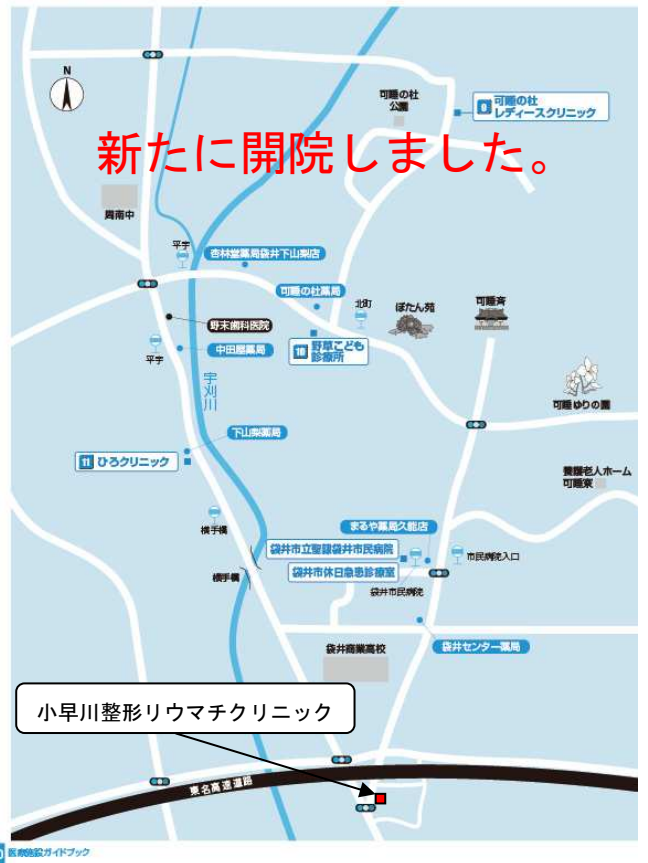 N
可睡の杜
公園
9 可睡の杜
レディースクリニック
新たに開院しました。
周南中
平宇
杏林堂薬局袋井下山梨店
可睡の杜薬局
北町
ぼたん苑
可睡斉
野末歯科医院
10 野草こども
診療所
中田屋薬局
平宇
宇刈川
可睡ゆりの園
下山梨薬局
11 ひろクリニック
養護老人ホーム
可睡寮
横手橋
まるや薬局久能店
袋井市立聖隷袋井市民病院
市民病院入口
袋井市休日急患診療室
横手橋
袋井市民病院
袋井商業高校
袋井センター薬局
小早川整形リウマチクリニック
東名高速道路
医療施設ガイドブック